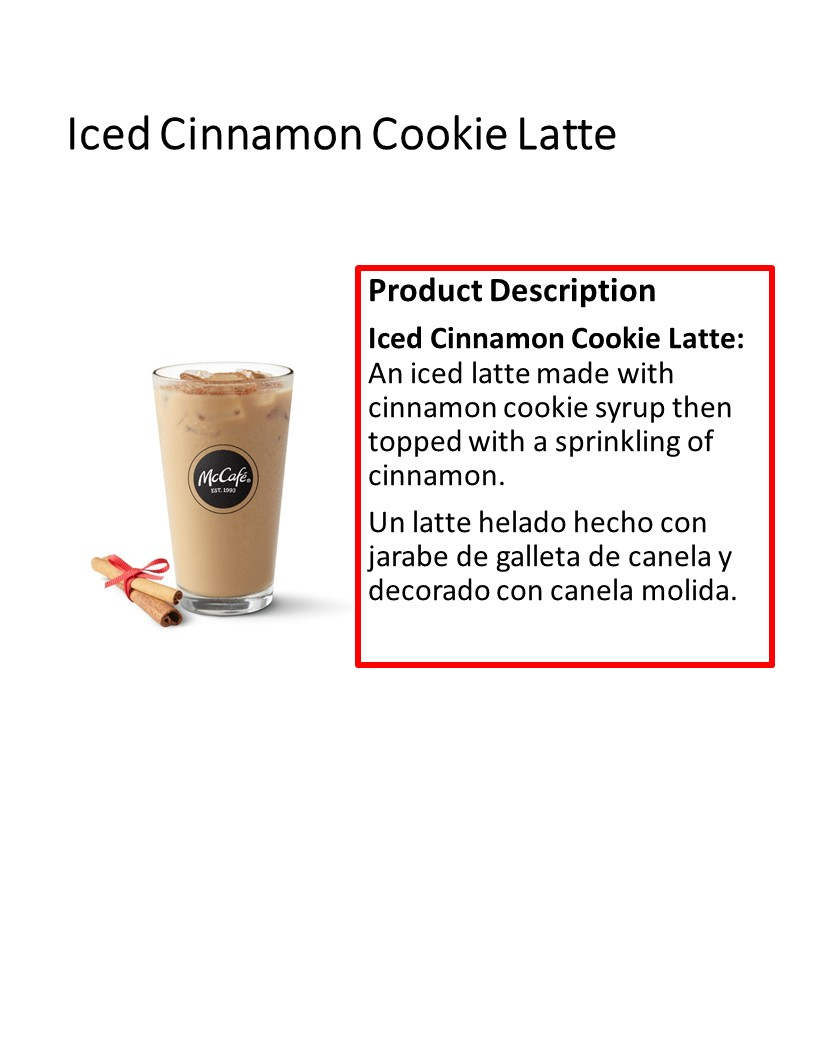 Iced Cinnamon Cookie Latte
Product Description
Iced Cinnamon Cookie Latte:
An iced latte made with
cinnamon cookie syrup then
topped with a sprinkling of
cinnamon.
Un latte helado hecho con
jarabe de galleta de canela y
decorado con canela molida.
McCafé®
EST. 1993